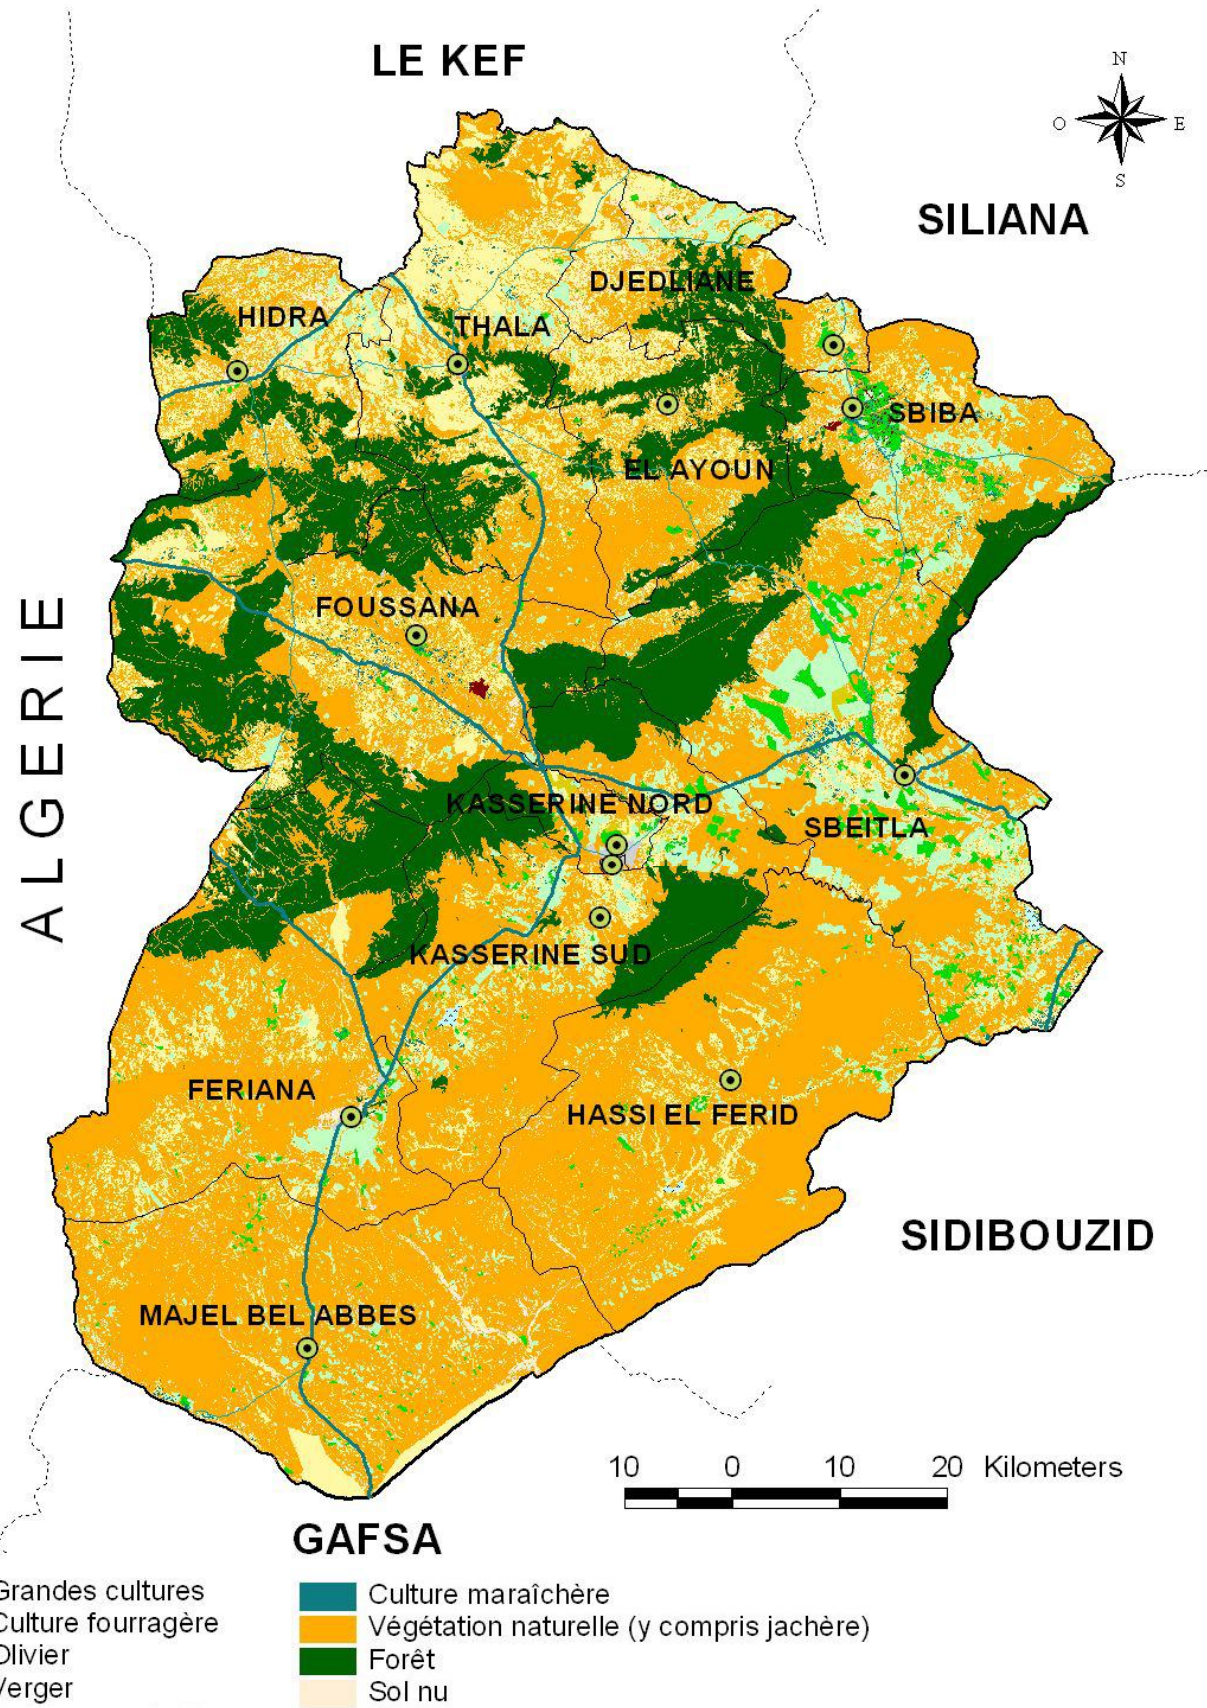 LE KEF
N
O E
S
SILIANA
DJEDLIANE
HIDRA
THALA
SBIBA
EL AYOUN
ALGERIE
FOUSSANA
KASSERINE NORD
SBEITLA
KASSERINE SUD
FERIANA
HASSI EL FERID
SIDIBOUZID
MAJEL BEL ABBES
10 0 10 20 Kilometers
GAFSA
Grandes cultures
Culture fourragère
Olivier
Verger
Culture maraîchère
Végétation naturelle (y compris jachère)
Forêt
Sol nu